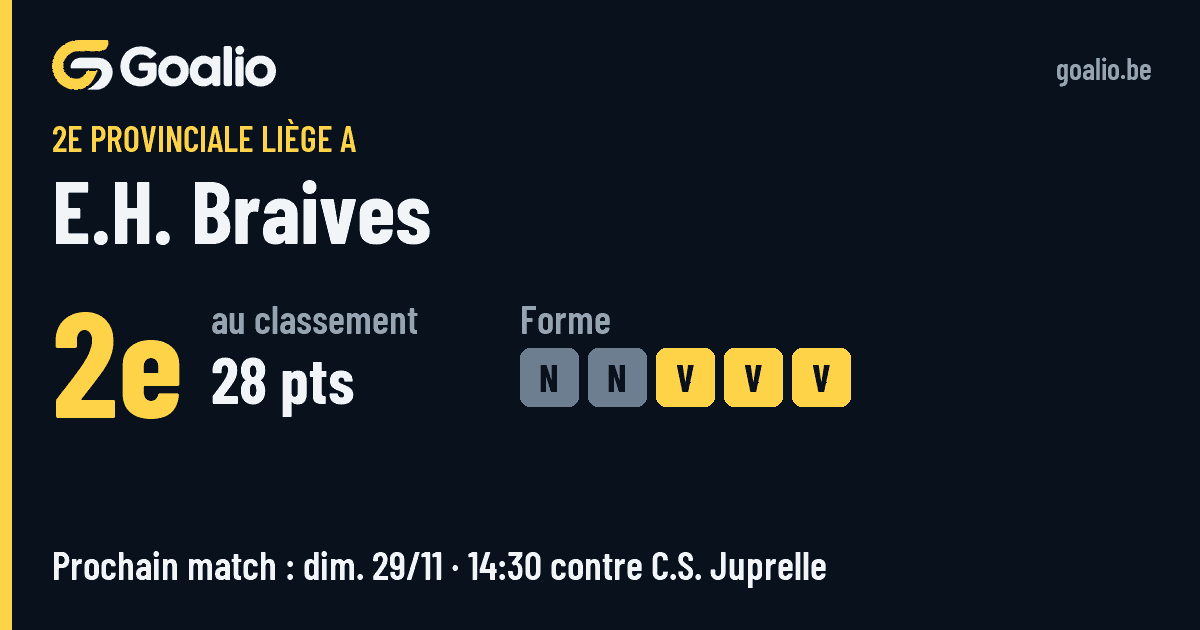 Goalio
goalio.be
2E PROVINCIALE LIÈGE A
E.H. Braives
2e
au classement
28 pts
Forme
N N V V V
Prochain match : dim. 29/11 · 14:30 contre C.S. Juprelle